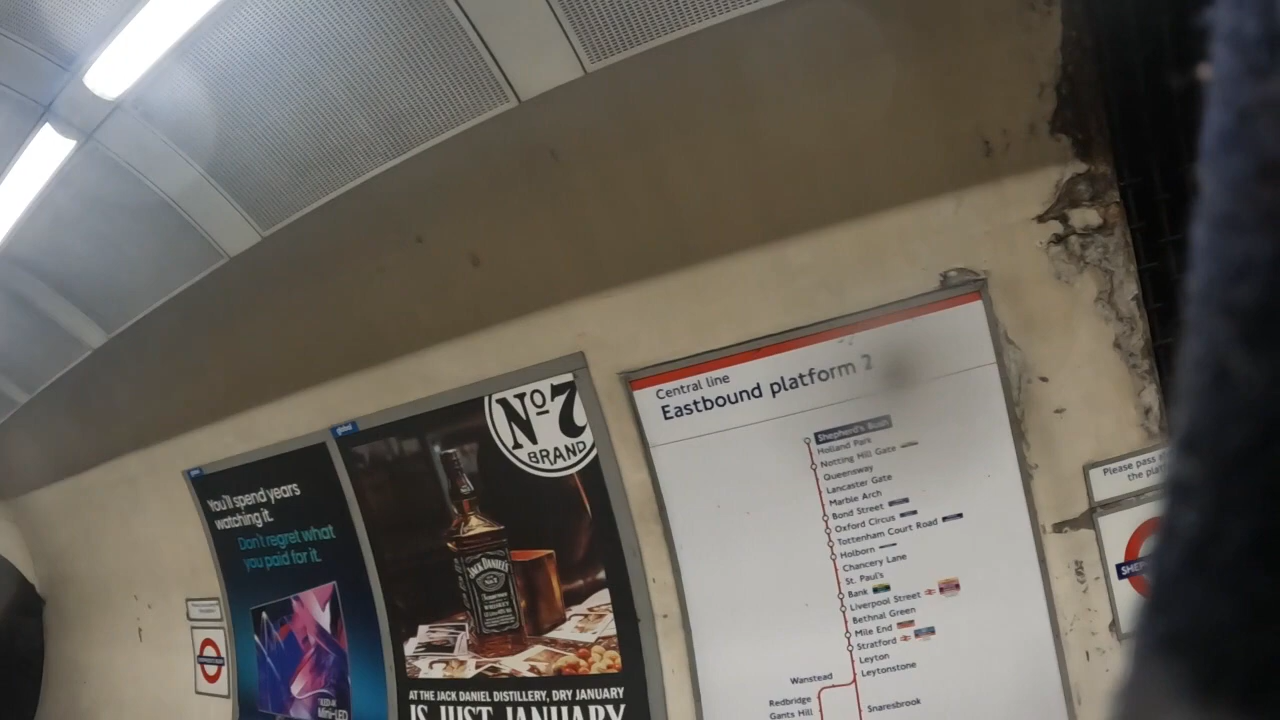 You'll spend years
watching it.
Don't regret what
you paid for it.
Mini-LED
global
No 7
BRAND
JACK DANIEL'S
AT THE JACK DANIEL DISTILLERY, DRY JANUARY
IS JUST JANUARY
Central line
Eastbound platform 2
Shepherd's Bush
Holland Park
Notting Hill Gate
Queensway
Lancaster Gate
Marble Arch
Bond Street
Oxford Circus
Tottenham Court Road
Holborn
Chancery Lane
St. Paul's
Bank
Liverpool Street
Bethnal Green
Mile End
Stratford
Leyton
Leytonstone
Wanstead
Redbridge
Gants Hill
Snaresbrook
Please pass
the
SHEP